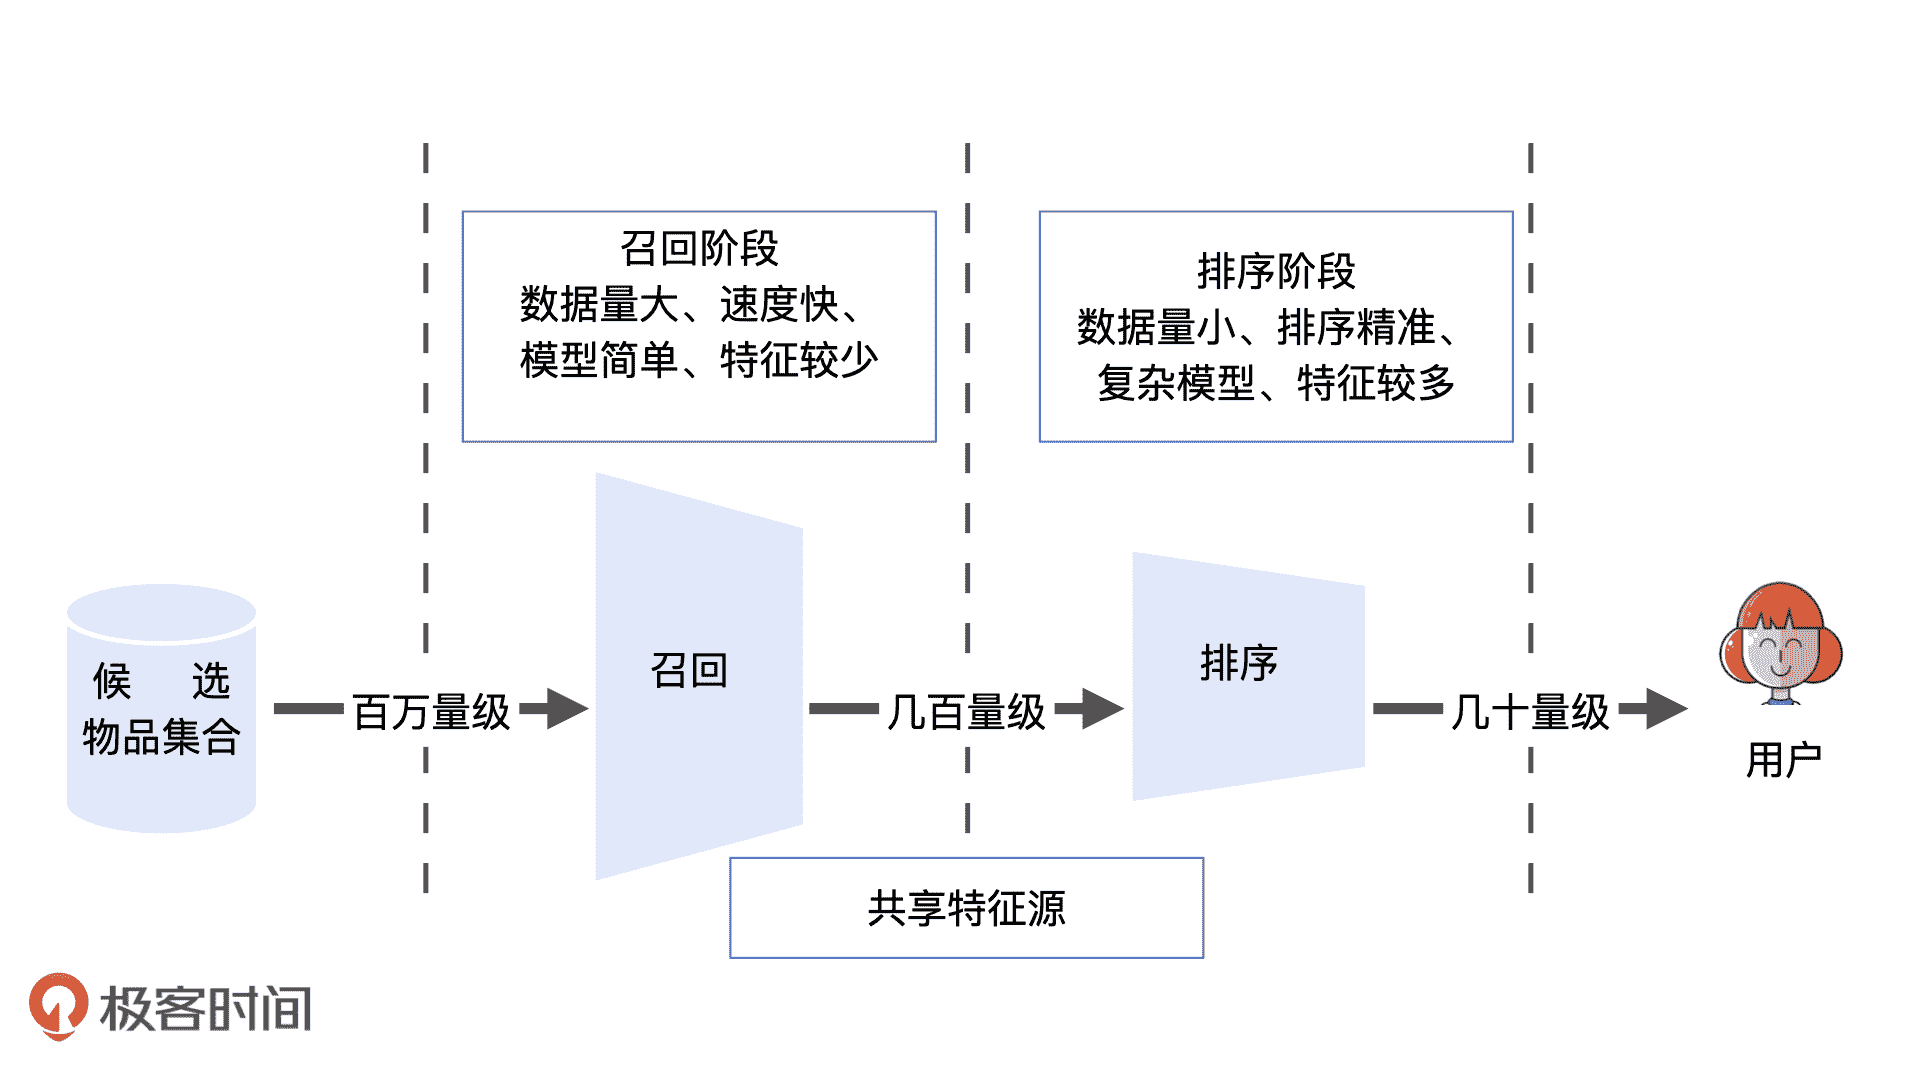 召回阶段
数据量大、速度快、
模型简单、特征较少
排序阶段
数据量小、排序精准、
复杂模型、特征较多
候 选
物品集合
百万量级
召回
几百量级
排序
几十量级
用户
共享特征源
极客时间